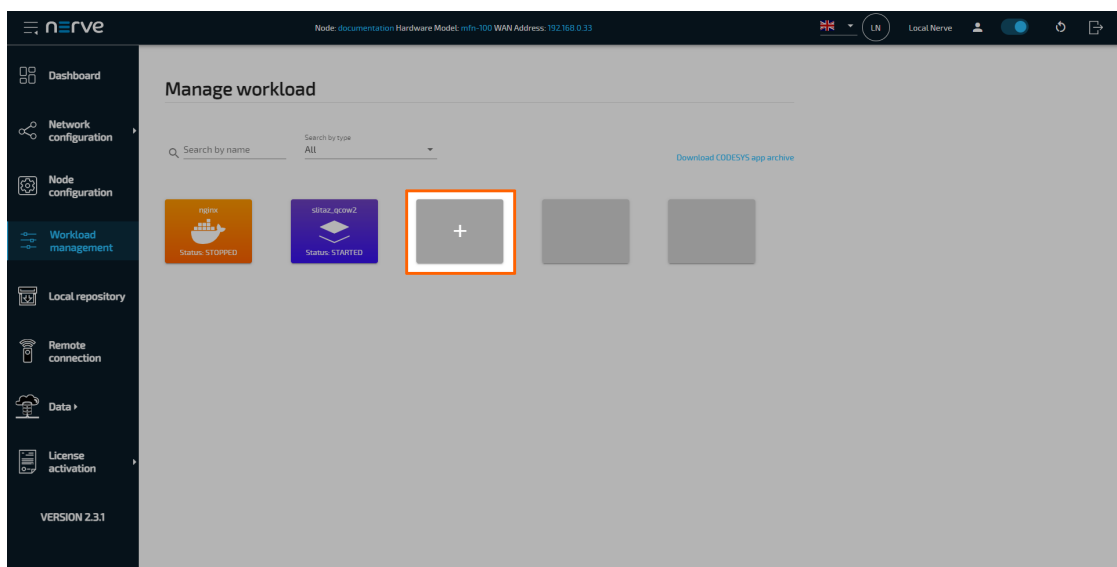 nerve
Node: documentation Hardware Model: mfn-100 WAN Address: 192.168.0.33
LN
Local Nerve
Dashboard
Network
configuration
Node
configuration
Workload
management
Local repository
Remote
connection
Data
License
activation
VERSION 2.3.1
Manage workload
Search by name
Search by type
All
Download CODESYS app archive
nginx
Status: STOPPED
slitaz_qcow2
Status: STARTED
+